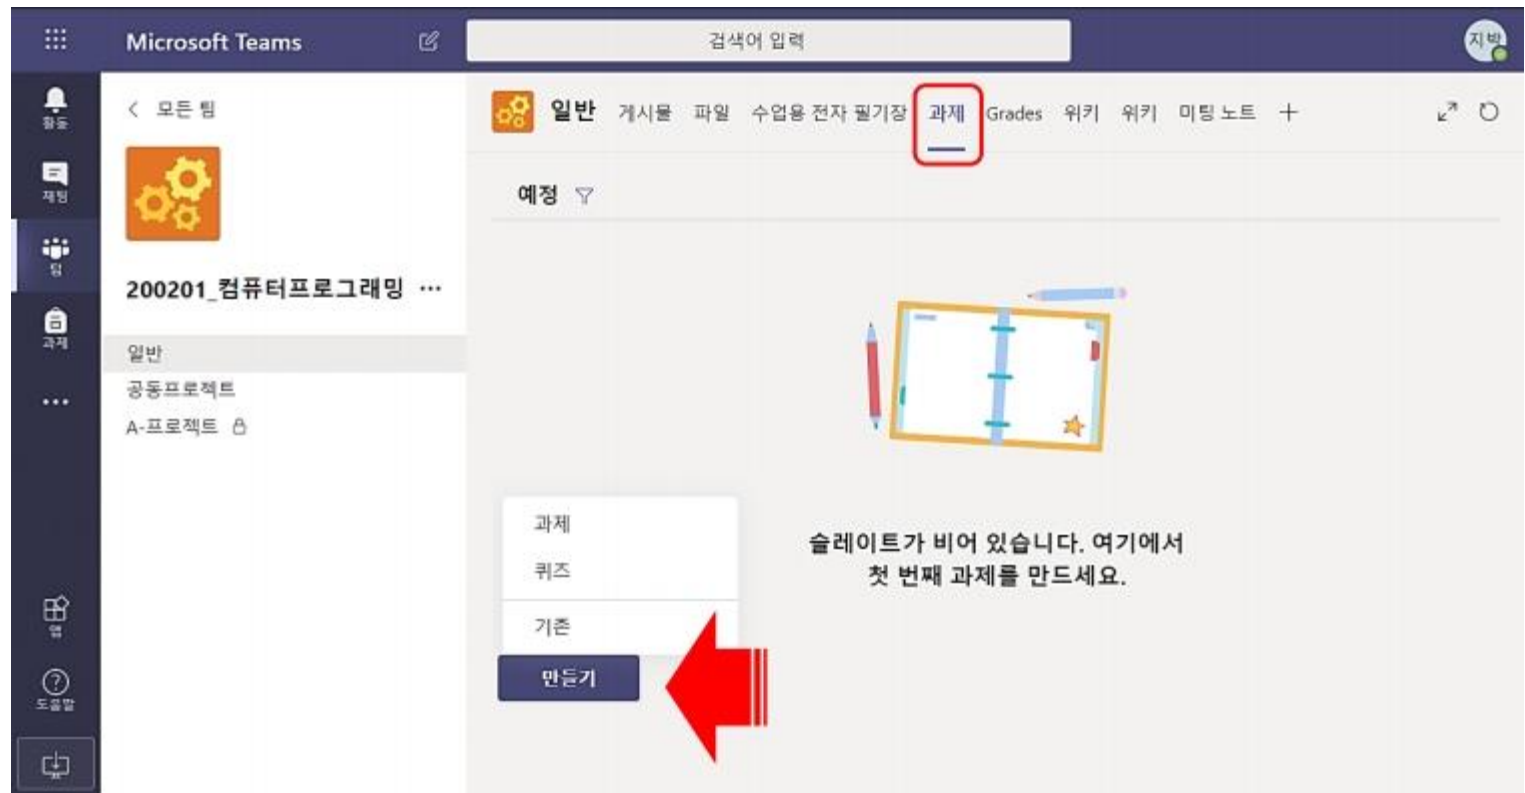 Microsoft Teams
검색어 입력
지박
활동
채팅
팀
과제
앱
도움말
모든 팀
200201_컴퓨터프로그래밍 ...
일반
공동프로젝트
A-프로젝트
일반 게시물 파일 수업용 전자 필기장 과제 Grades 위키 위키 미팅 노트 +
예정
슬레이트가 비어 있습니다. 여기에서
첫 번째 과제를 만드세요.
과제
퀴즈
기존
만들기